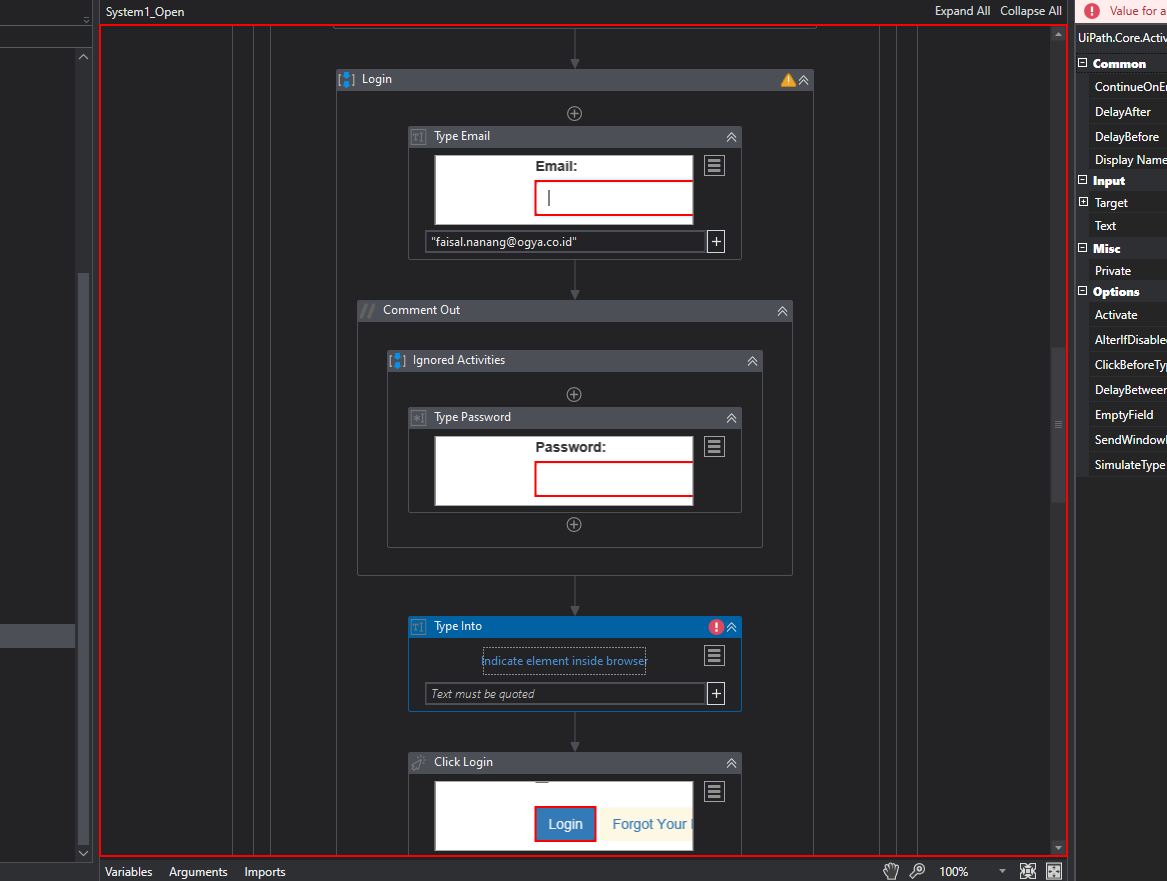 System1_Open
Expand All Collapse All
Value for a
UiPath.Core.Activ
Login
Type Email
Email:
"faisal.nanang@ogya.co.id"
Comment Out
Ignored Activities
Type Password
Password:
Type Into
Indicate element inside browser
Text must be quoted
Click Login
Login Forgot Your
Common
ContinueOnEr
DelayAfter
DelayBefore
Display Name
Input
Target
Text
Misc
Private
Options
Activate
AlterIfDisable
ClickBeforeTyp
DelayBetween
EmptyField
SendWindow
SimulateType
Variables Arguments Imports
100%